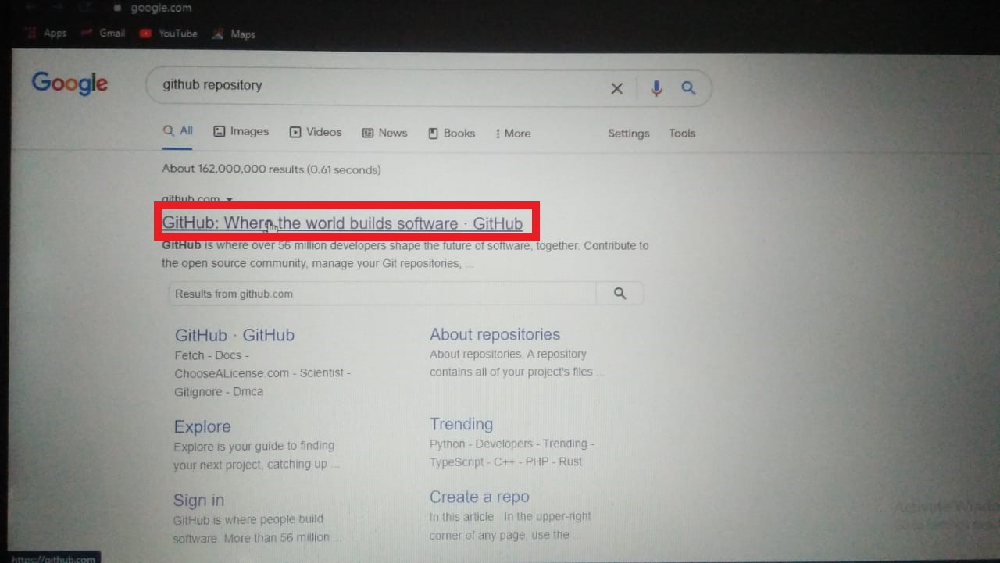 google.com
Apps Gmail YouTube Maps
Google github repository
All Images Videos News Books More Settings Tools
About 162,000,000 results (0.61 seconds)
github.com
GitHub: Where the world builds software · GitHub
GitHub is where over 56 million developers shape the future of software, together. Contribute to
the open source community, manage your Git repositories, ...
Results from github.com
GitHub · GitHub
Fetch - Docs -
ChooseALicense.com - Scientist -
Gitignore - Dmca
About repositories
About repositories. A repository
contains all of your project's files ...
Explore
Explore is your guide to finding
your next project, catching up ...
Trending
Python - Developers - Trending -
TypeScript - C++ - PHP - Rust
Sign in
GitHub is where people build
software. More than 56 million ...
Create a repo
In this article In the upper-right
corner of any page, use the ...
Activate Windo
https://github.com